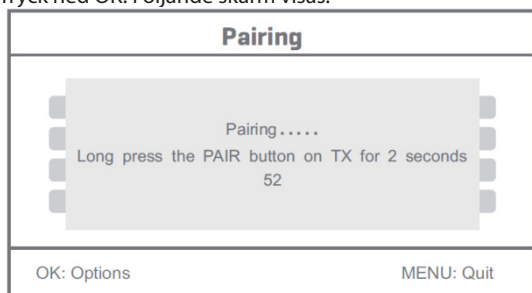 Tryck ned OK. Följande skärm visas:
Pairing
Pairing.....
Long press the PAIR button on TX for 2 seconds
52
OK: Options MENU: Quit